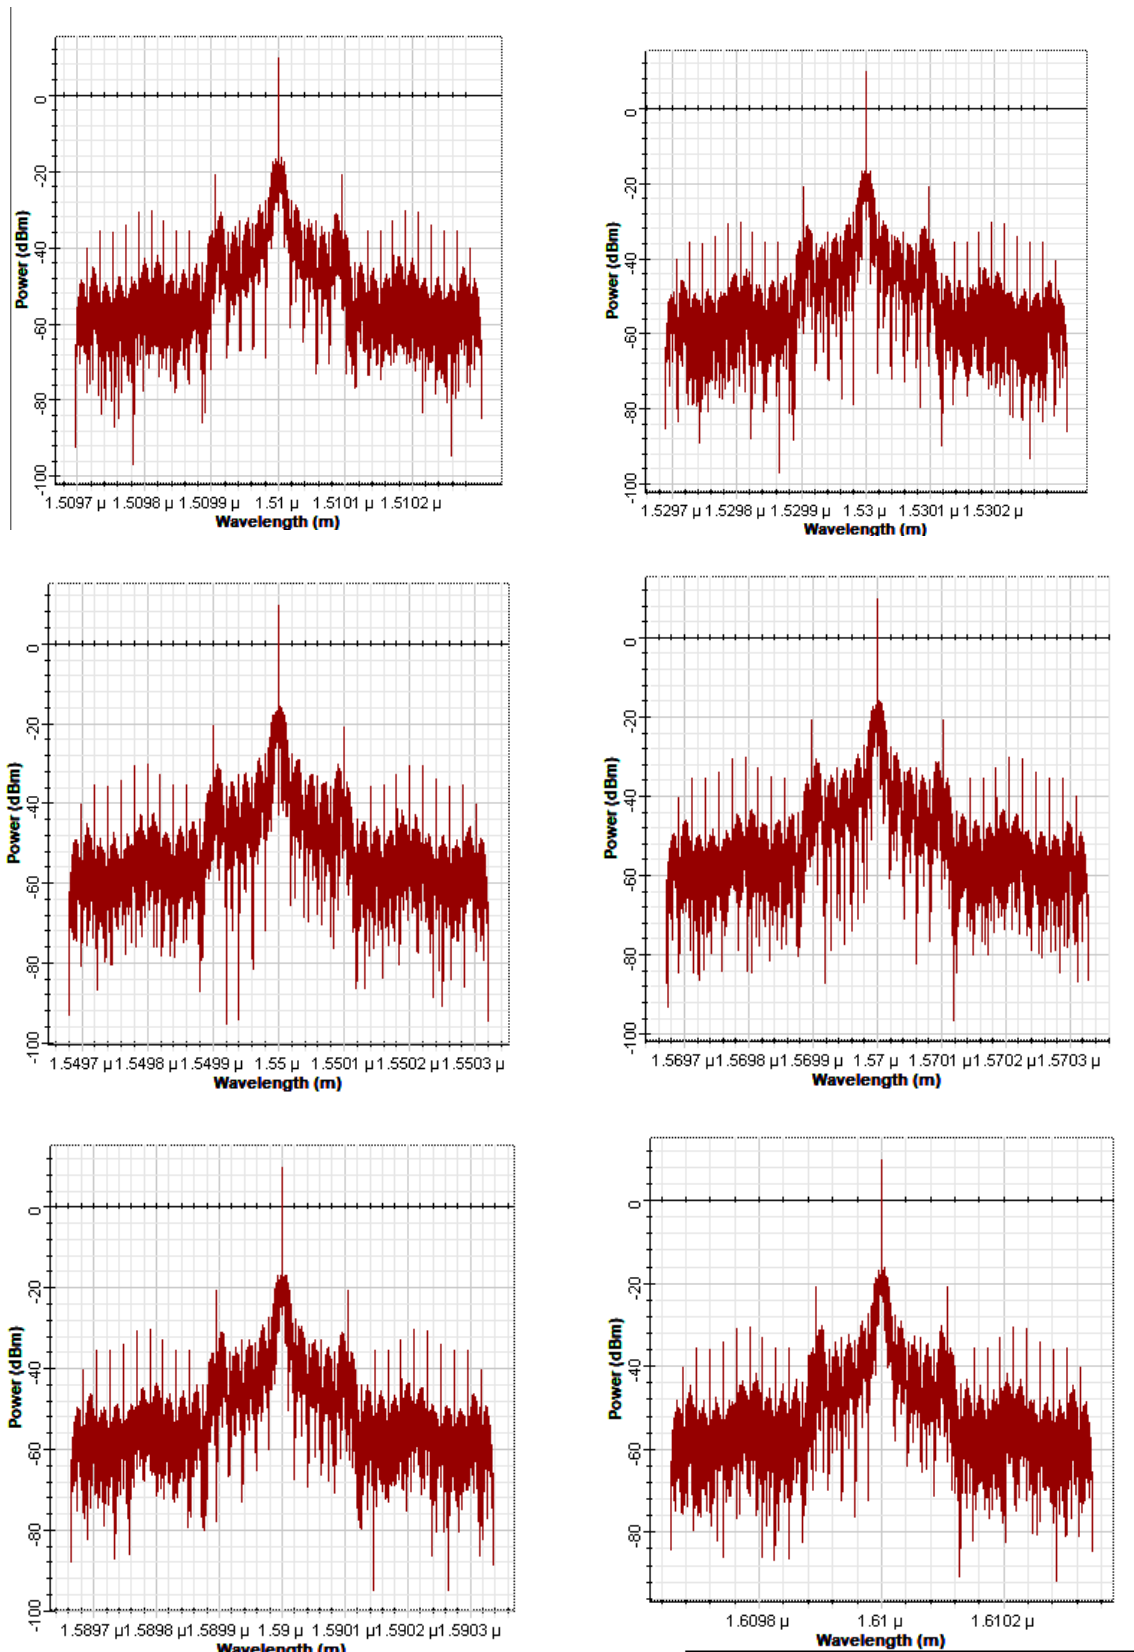 0
-20
-40
-60
-80
-100
Power (dBm)
1.5097 µ 1.5098 µ 1.5099 µ 1.51 µ 1.5101 µ 1.5102 µ
Wavelength (m)
0
-20
-40
-60
-80
-100
Power (dBm)
1.5297 µ 1.5298 µ 1.5299 µ 1.53 µ 1.5301 µ 1.5302 µ
Wavelength (m)
0
-20
-40
-60
-80
-100
Power (dBm)
1.5497 µ 1.5498 µ 1.5499 µ 1.55 µ 1.5501 µ 1.5502 µ 1.5503 µ
Wavelength (m)
0
-20
-40
-60
-80
-100
Power (dBm)
1.5697 µ 1.5698 µ 1.5699 µ 1.57 µ 1.5701 µ 1.5702 µ 1.5703 µ
Wavelength (m)
0
-20
-40
-60
-80
-100
Power (dBm)
1.5897 µ 1.5898 µ 1.5899 µ 1.59 µ 1.5901 µ 1.5902 µ 1.5903 µ
Wavelength (m)
0
-20
-40
-60
-80
Power (dBm)
1.6098 µ 1.61 µ 1.6102 µ
Wavelength (m)